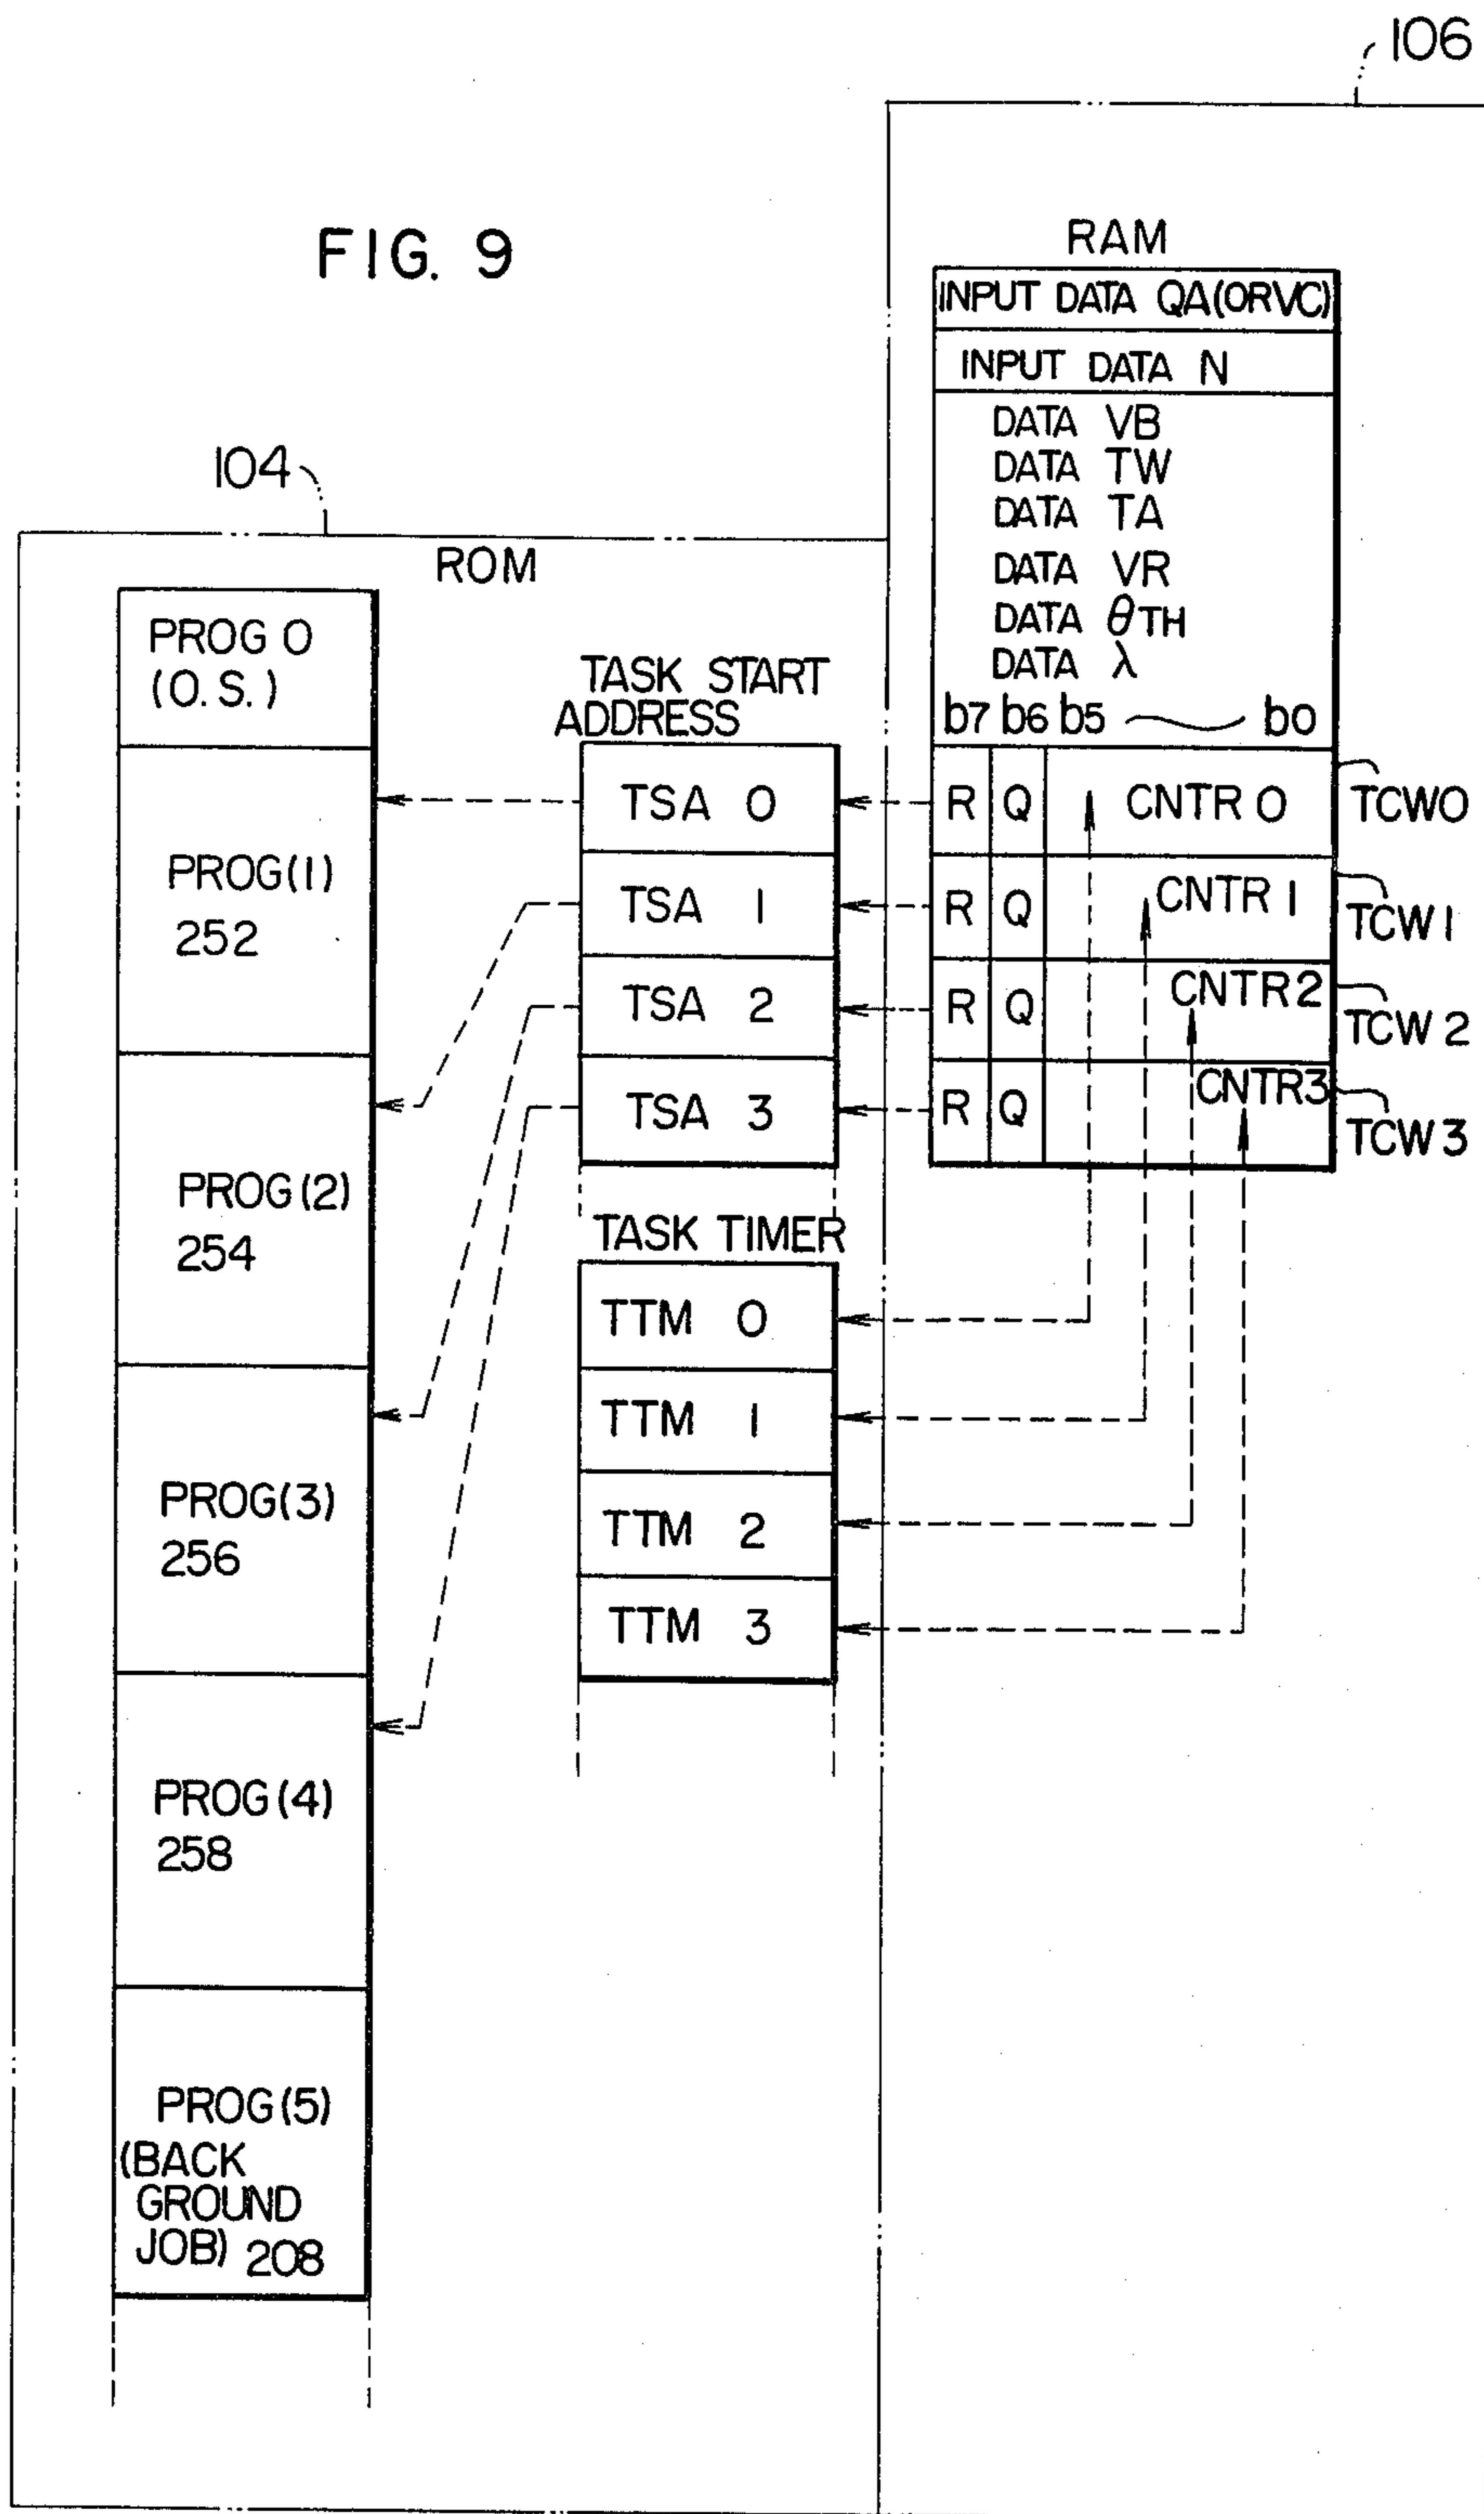 106
FIG. 9
RAM
INPUT DATA QA(ORVC)
INPUT DATA N
DATA VB
DATA TW
DATA TA
DATA VR
DATA θTH
DATA λ
b7 b6 b5 b0
R Q CNTR 0 TCW0
R Q CNTR 1 TCW1
R Q CNTR2 TCW 2
R Q CNTR3 TCW 3
104
ROM
PROG 0
(O.S.)
PROG(1)
252
PROG(2)
254
PROG(3)
256
PROG(4)
258
PROG(5)
(BACK
GROUND
JOB) 208
TASK START
ADDRESS
TSA 0
TSA 1
TSA 2
TSA 3
TASK TIMER
TTM 0
TTM 1
TTM 2
TTM 3